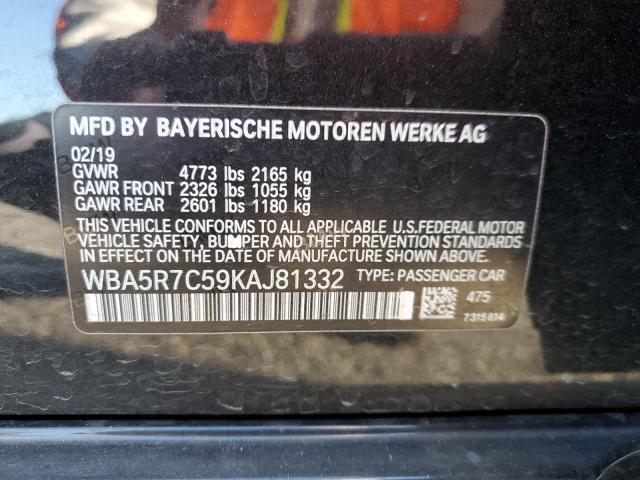 MFD BY BAYERISCHE MOTOREN WERKE AG
02/19
GVWR 4773 lbs 2165 kg
GAWR FRONT 2326 lbs 1055 kg
GAWR REAR 2601 lbs 1180 kg
THIS VEHICLE CONFORMS TO ALL APPLICABLE U.S.FEDERAL MOTOR
VEHICLE SAFETY, BUMPER AND THEFT PREVENTION STANDARDS
IN EFFECT ON THE DATE OF MANUFACTURE SHOWN ABOVE.
WBA5R7C59KAJ81332 TYPE: PASSENGER CAR
475
7315814